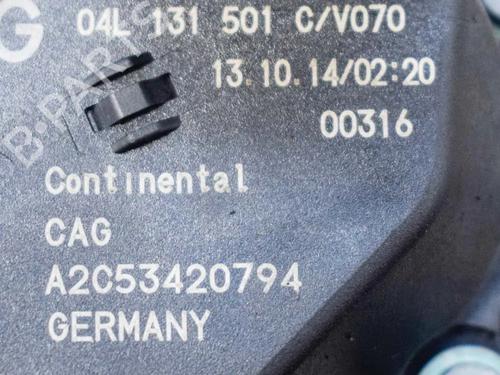 G 04L 131 501 C/V070
13.10.14/02:20
00316
Continental
CAG
A2C53420794
GERMANY